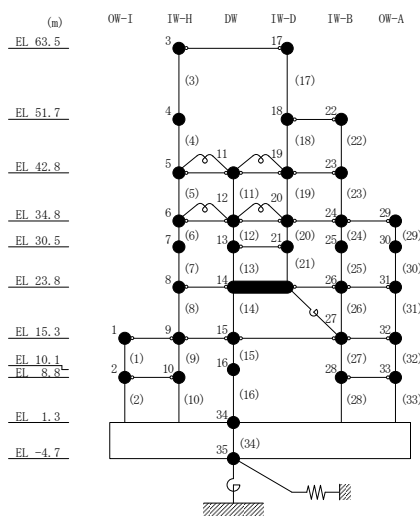 (m) OW-I IW-H DW IW-D IW-B OW-A
EL 63.5 3 17
(3) (17)
EL 51.7 4 18 22
(4) 11 (18) (22)
EL 42.8 5 19 23
(5) 12 (11) 20 (19) (23)
EL 34.8 6 24 29
(6) (12) (20) (24) (29)
EL 30.5 7 13 21 25 30
(7) (13) (21) (25) (30)
EL 23.8 8 14 26 31
(8) (14) (26) (31)
27
EL 15.3 1 9 15 32
(1) (9) (15) (27) (32)
EL 10.1 16
EL 8.8 2 10 28 33
(2) (10) (16) (28) (33)
EL 1.3 34
(34)
EL -4.7 35